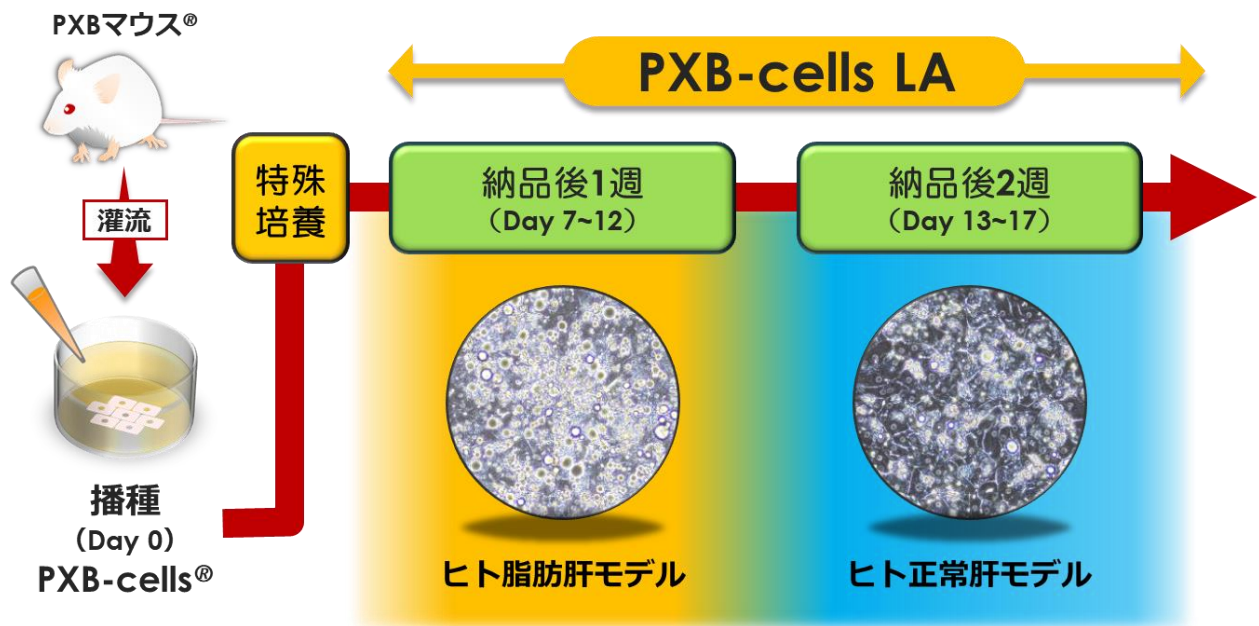 PXBマウス®
灌流
播種
（Day 0）
PXB-cells®
特殊
培養
PXB-cells LA
納品後1週
（Day 7~12）
ヒト脂肪肝モデル
納品後2週
（Day 13~17）
ヒト正常肝モデル